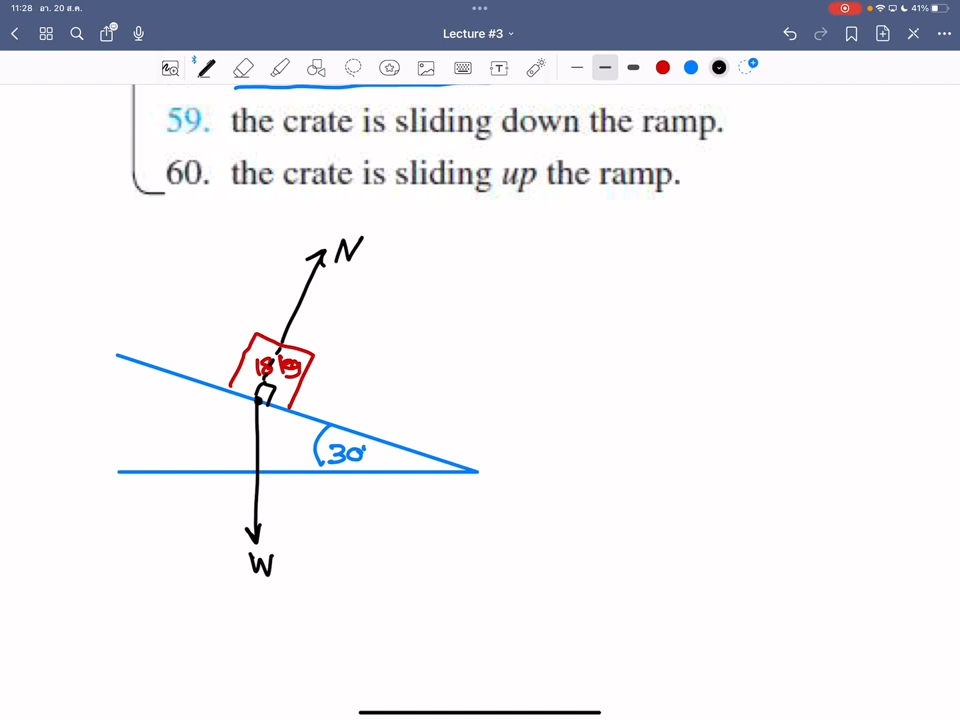 11:28 อา. 20 ส.ค.
41%
Lecture #3
59. the crate is sliding down the ramp.
60. the crate is sliding up the ramp.
N
18 kg
30°
W